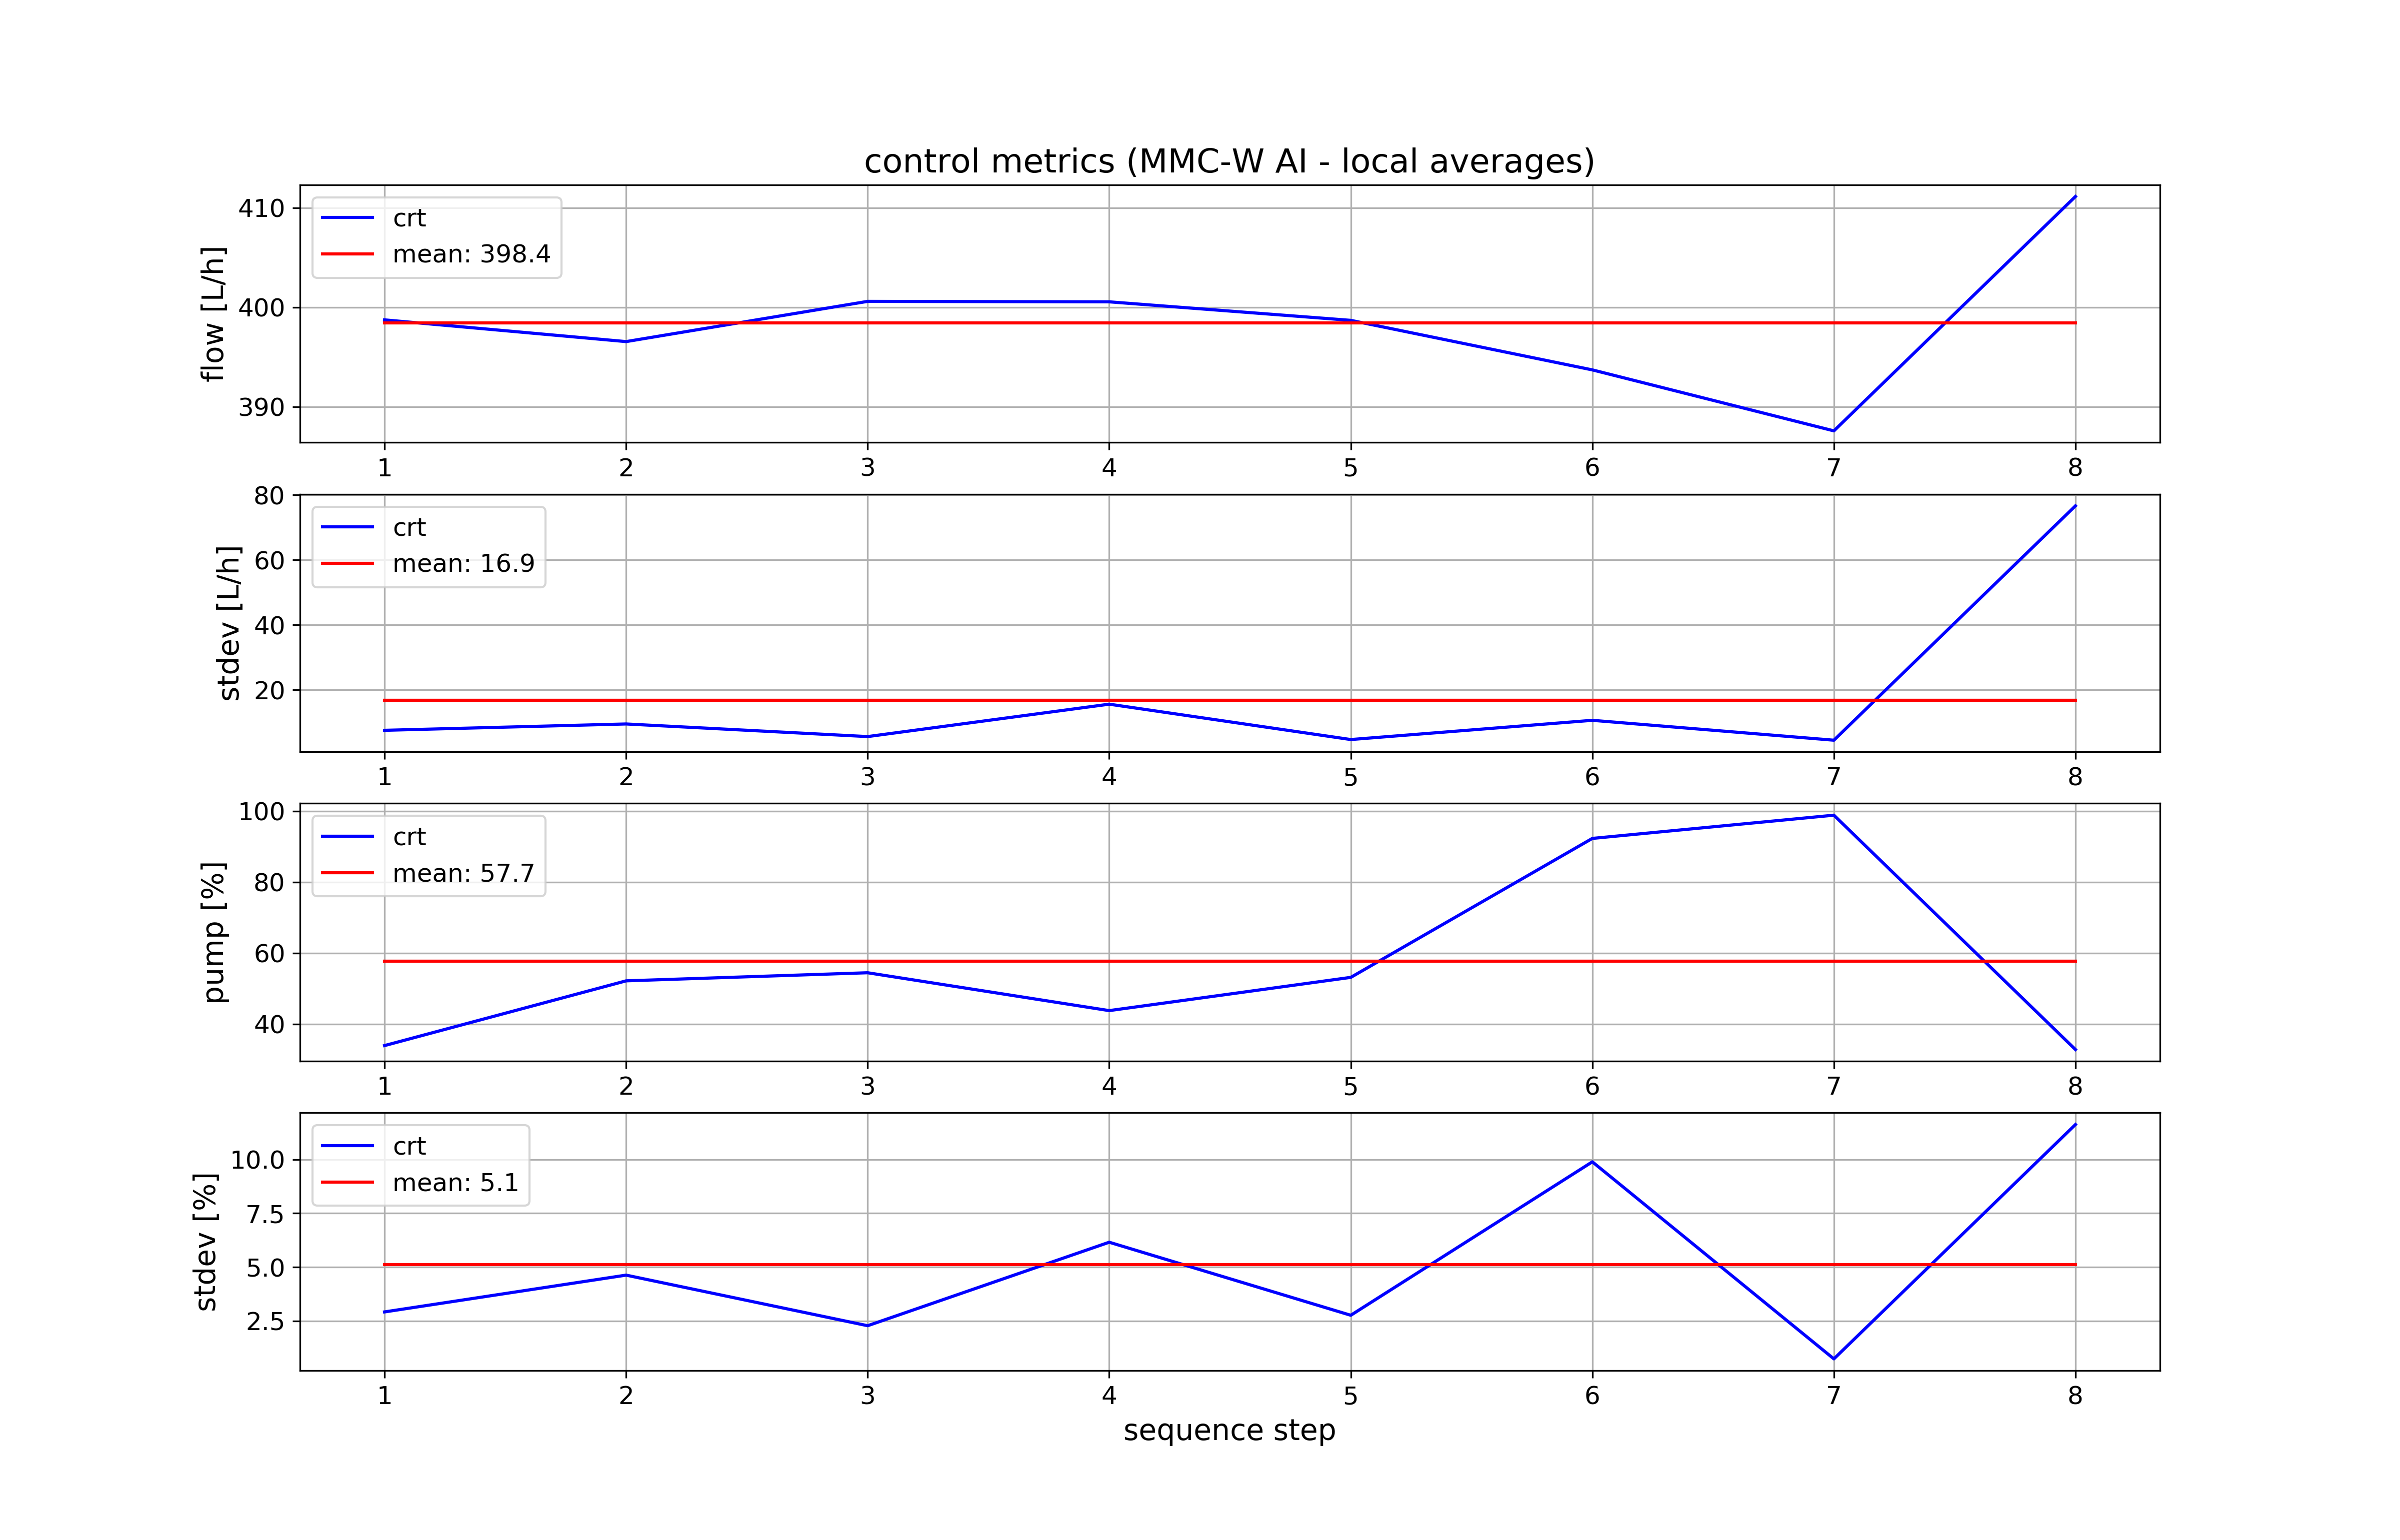 control metrics (MMC-W AI - local averages)
flow [L/h]
410
400
390
crt
mean: 398.4
1 2 3 4 5 6 7 8
stdev [L/h]
80
60
40
20
crt
mean: 16.9
1 2 3 4 5 6 7 8
pump [%]
100
80
60
40
crt
mean: 57.7
1 2 3 4 5 6 7 8
stdev [%]
10.0
7.5
5.0
2.5
crt
mean: 5.1
1 2 3 4 5 6 7 8
sequence step